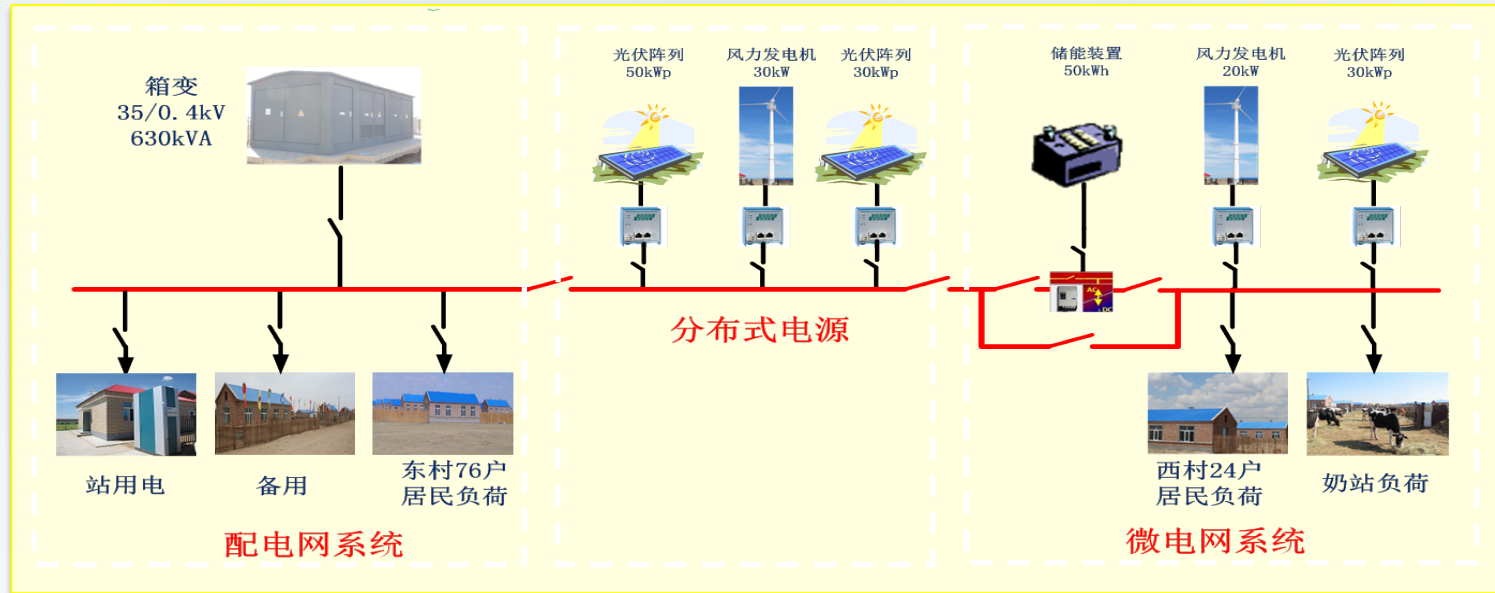 箱变
35/0.4kV
630kVA
光伏阵列
50kWp
风力发电机
30kW
光伏阵列
30kWp
储能装置
50kWh
风力发电机
20kW
光伏阵列
30kWp
AC
DC
分布式电源
站用电
备用
东村76户
居民负荷
西村24户
居民负荷
奶站负荷
配电网系统
微电网系统